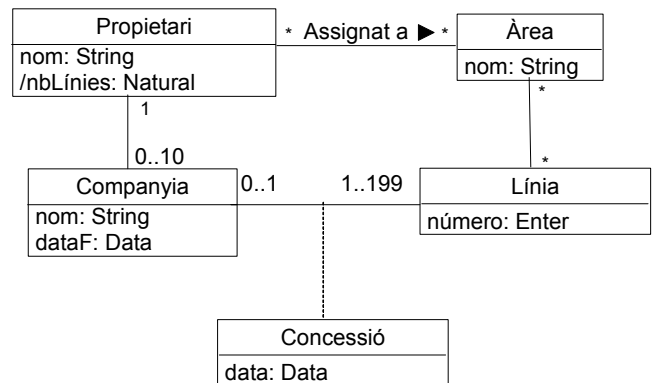 Propietari
nom: String
/nbLínies: Natural
* Assignat a ▶ *
Àrea
nom: String
1
*
0..10
*
Companyia
nom: String
dataF: Data
0..1
1..199
Línia
número: Enter
Concessió
data: Data